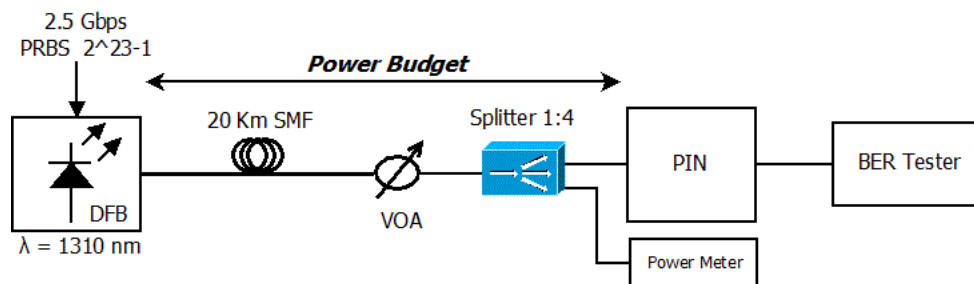 2.5 Gbps
PRBS 2^23-1
Power Budget
20 Km SMF
Splitter 1:4
PIN
BER Tester
DFB
VOA
λ = 1310 nm
Power Meter